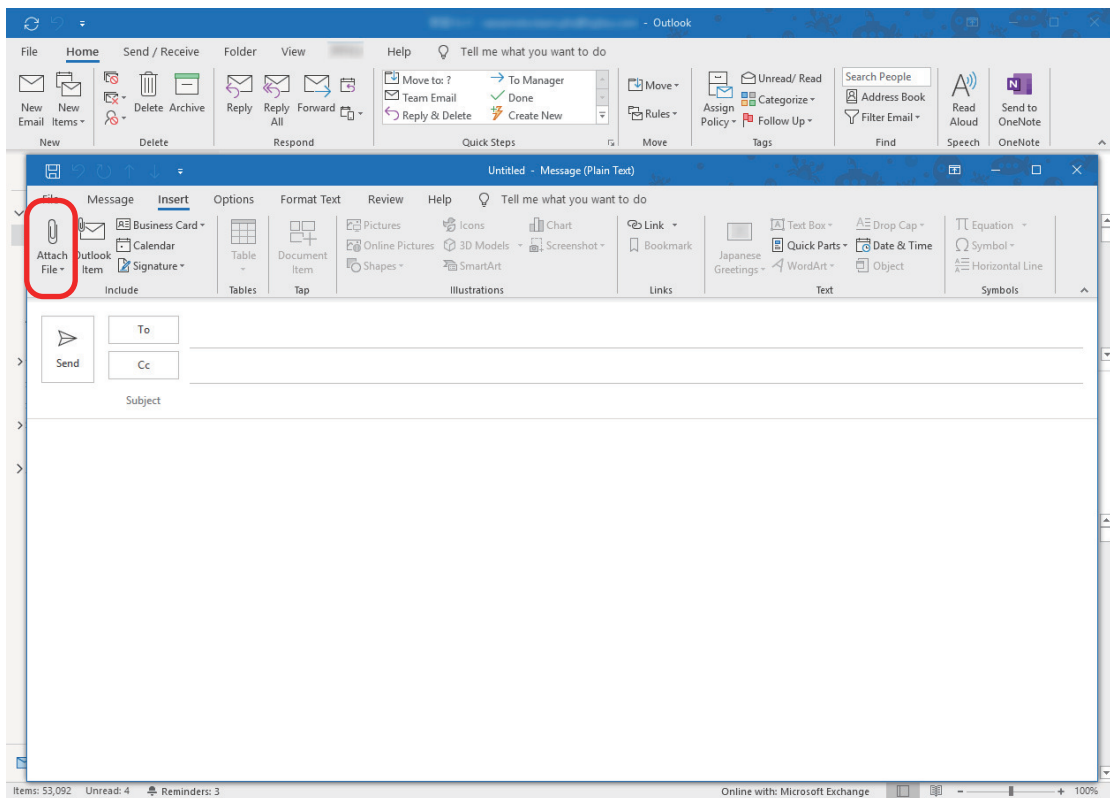 - Outlook
File Home Send / Receive Folder View Help Tell me what you want to do
New Email
New Items
Delete
Archive
Reply
Reply All
Forward
Move to: ?
To Manager
Team Email
Done
Reply & Delete
Create New
Move
Rules
Assign Policy
Unread/ Read
Categorize
Follow Up
Search People
Address Book
Filter Email
Read Aloud
Send to OneNote
New Delete Respond Quick Steps Move Tags Find Speech OneNote
Untitled - Message (Plain Text)
File Message Insert Options Format Text Review Help Tell me what you want to do
Attach File
Outlook Item
Business Card
Calendar
Signature
Table
Document Item
Pictures
Online Pictures
Shapes
Icons
3D Models
SmartArt
Chart
Screenshot
Link
Bookmark
Japanese Greetings
Text Box
Quick Parts
WordArt
Drop Cap
Date & Time
Object
Equation
Symbol
Horizontal Line
Include Tables Tap Illustrations Links Text Symbols
Send
To
Cc
Subject
Items: 53,092 Unread: 4 Reminders: 3 Online with: Microsoft Exchange - + 100%